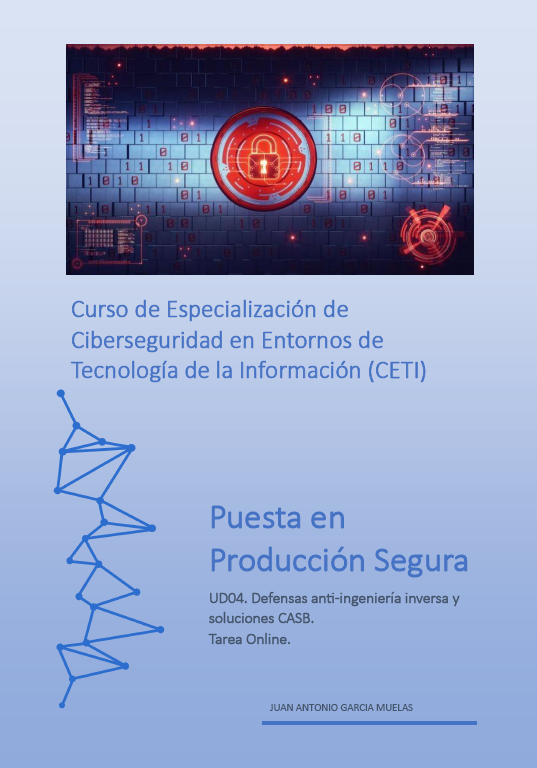 Curso de Especialización de
Ciberseguridad en Entornos de
Tecnología de la Información (CETI)
Puesta en
Producción Segura
UD04. Defensas anti-ingeniería inversa y
soluciones CASB.
Tarea Online.
JUAN ANTONIO GARCIA MUELAS